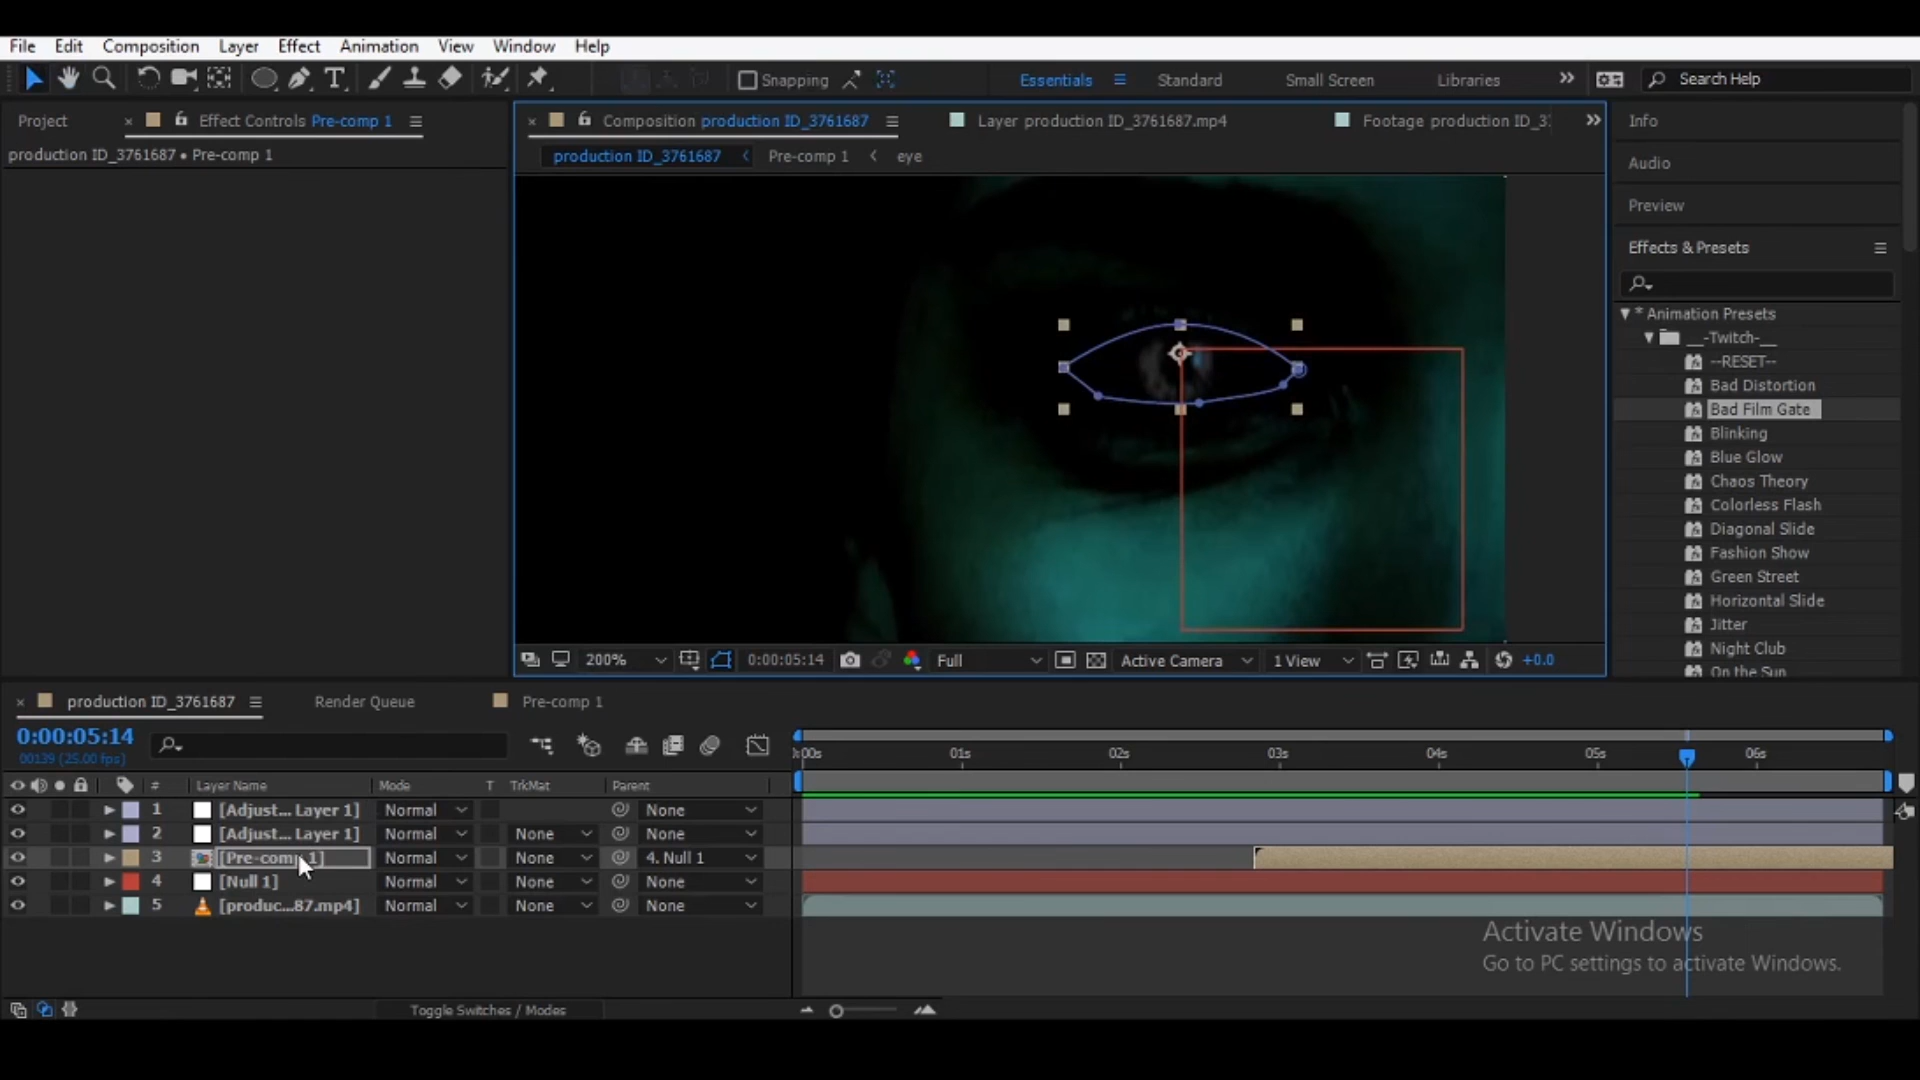 File Edit Composition Layer Effect Animation View Window Help
Snapping Essentials Standard Small Screen Libraries Search Help
Project Effect Controls Pre-comp 1
production ID_3761687 • Pre-comp 1
Composition production ID_3761687 Layer production ID_3761687.mp4 Footage production ID_3
production ID_3761687 Pre-comp 1 eye
200% 0:00:05:14 Full Active Camera 1 View +0.0
Info
Audio
Preview
Effects & Presets
* Animation Presets
__-Twitch-__
--RESET--
Bad Distortion
Bad Film Gate
Blinking
Blue Glow
Chaos Theory
Colorless Flash
Diagonal Slide
Fashion Show
Green Street
Horizontal Slide
Jitter
Night Club
On the Sun
production ID_3761687 Render Queue Pre-comp 1
0:00:05:14
00139 (25.00 fps)
:00s 01s 02s 03s 04s 05s 06s
# Layer Name Mode T TrkMat Parent
1 [Adjust... Layer 1] Normal None
2 [Adjust... Layer 1] Normal None None
3 [Pre-comp 1] Normal None 4. Null 1
4 [Null 1] Normal None None
5 [produc...87.mp4] Normal None None
Toggle Switches / Modes
Activate Windows
Go to PC settings to activate Windows.